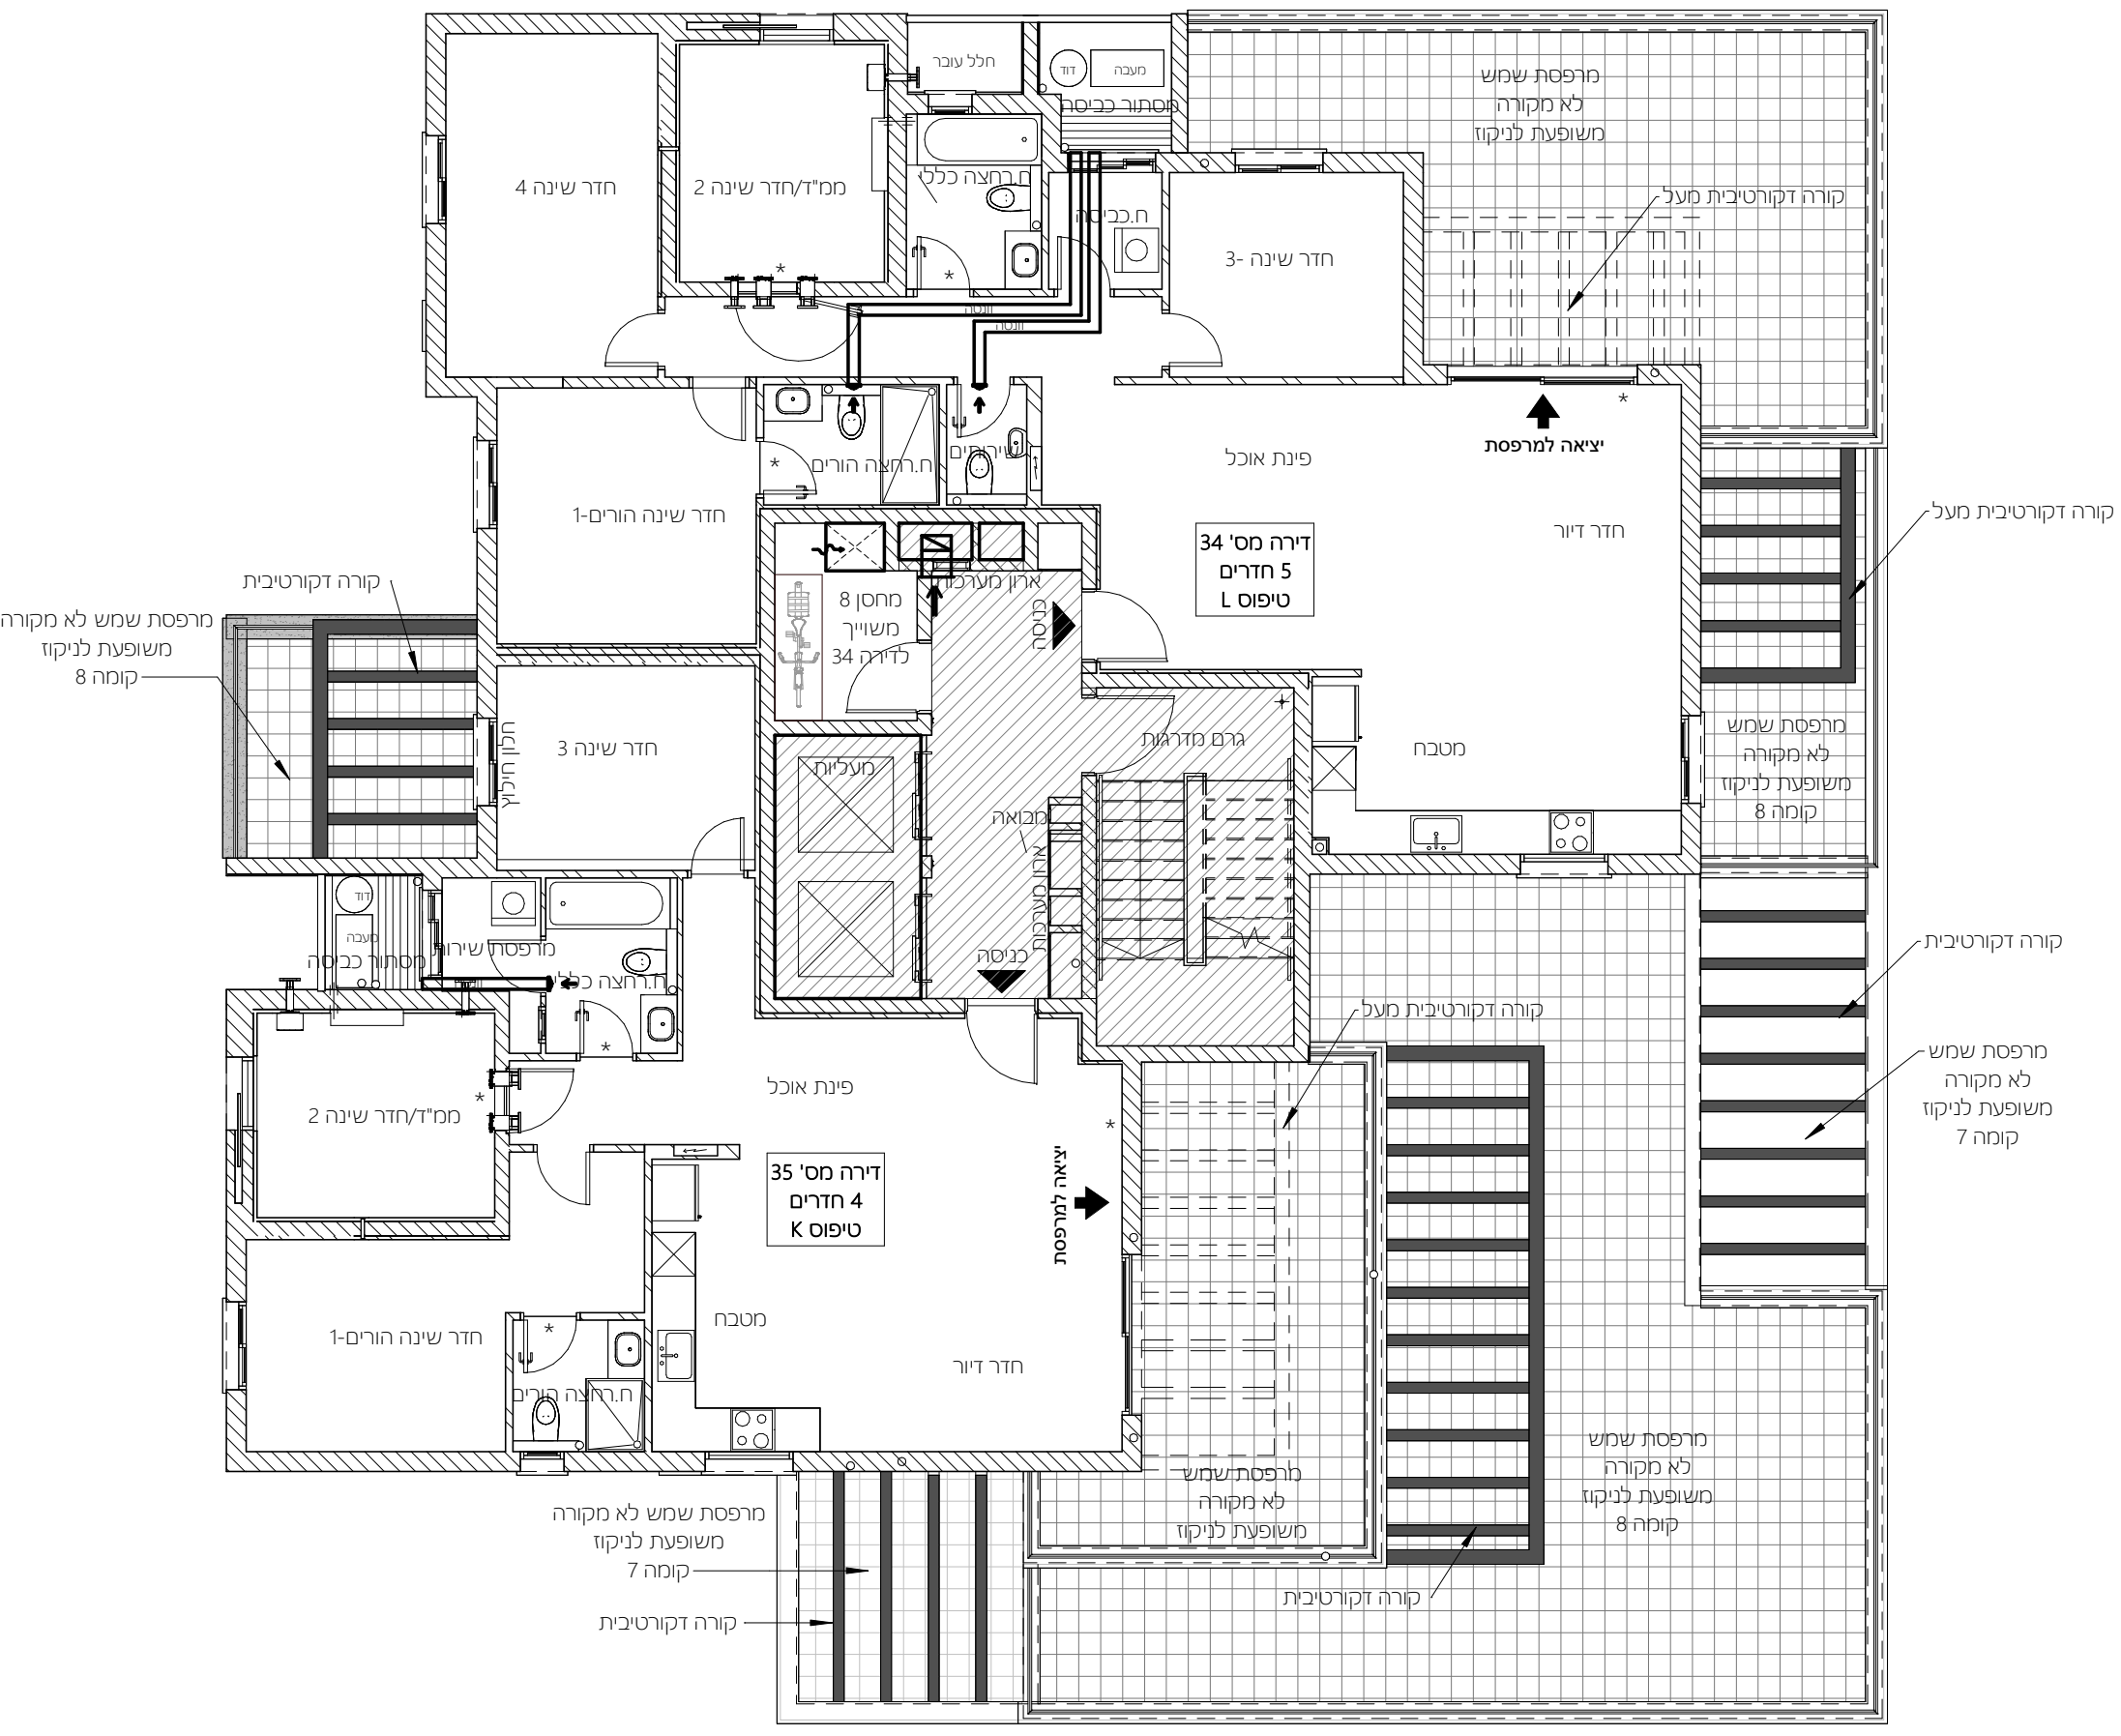 חלל עובר
דוד
מעבה
מסתור כביסה
מרפסת שמש
לא מקורה
משופעת לניקוז
חדר שינה 4
ממ"ד/חדר שינה 2
ח.רחצה כללי
ח.כביסה
קורה דקורטיבית מעל
חדר שינה -3
וונטה
וונטה
יציאה למרפסת
פינת אוכל
ח.רחצה הורים
שירותים
חדר שינה הורים-1
חדר דיור
קורה דקורטיבית מעל
דירה מס' 34
5 חדרים
טיפוס L
ארון מערכות
קורה דקורטיבית
מחסן 8
משוייך
לדירה 34
כניסה
מרפסת שמש לא מקורה
משופעת לניקוז
קומה 8
חלון חילוץ
חדר שינה 3
מעליות
גרם מדרגות
מטבח
מרפסת שמש
לא מקורה
משופעת לניקוז
קומה 8
מבואה
ארון מערכות
דוד
מעבה
מסתור כביסה
מרפסת שירות
ח.רחצה כללי
כניסה
קורה דקורטיבית
קורה דקורטיבית מעל
מרפסת שמש
לא מקורה
משופעת לניקוז
קומה 7
פינת אוכל
ממ"ד/חדר שינה 2
יציאה למרפסת
דירה מס' 35
4 חדרים
טיפוס K
חדר שינה הורים-1
מטבח
חדר דיור
ח.רחצה הורים
מרפסת שמש
לא מקורה
משופעת לניקוז
קומה 8
מרפסת שמש
לא מקורה
משופעת לניקוז
מרפסת שמש לא מקורה
משופעת לניקוז
קומה 7
קורה דקורטיבית
קורה דקורטיבית